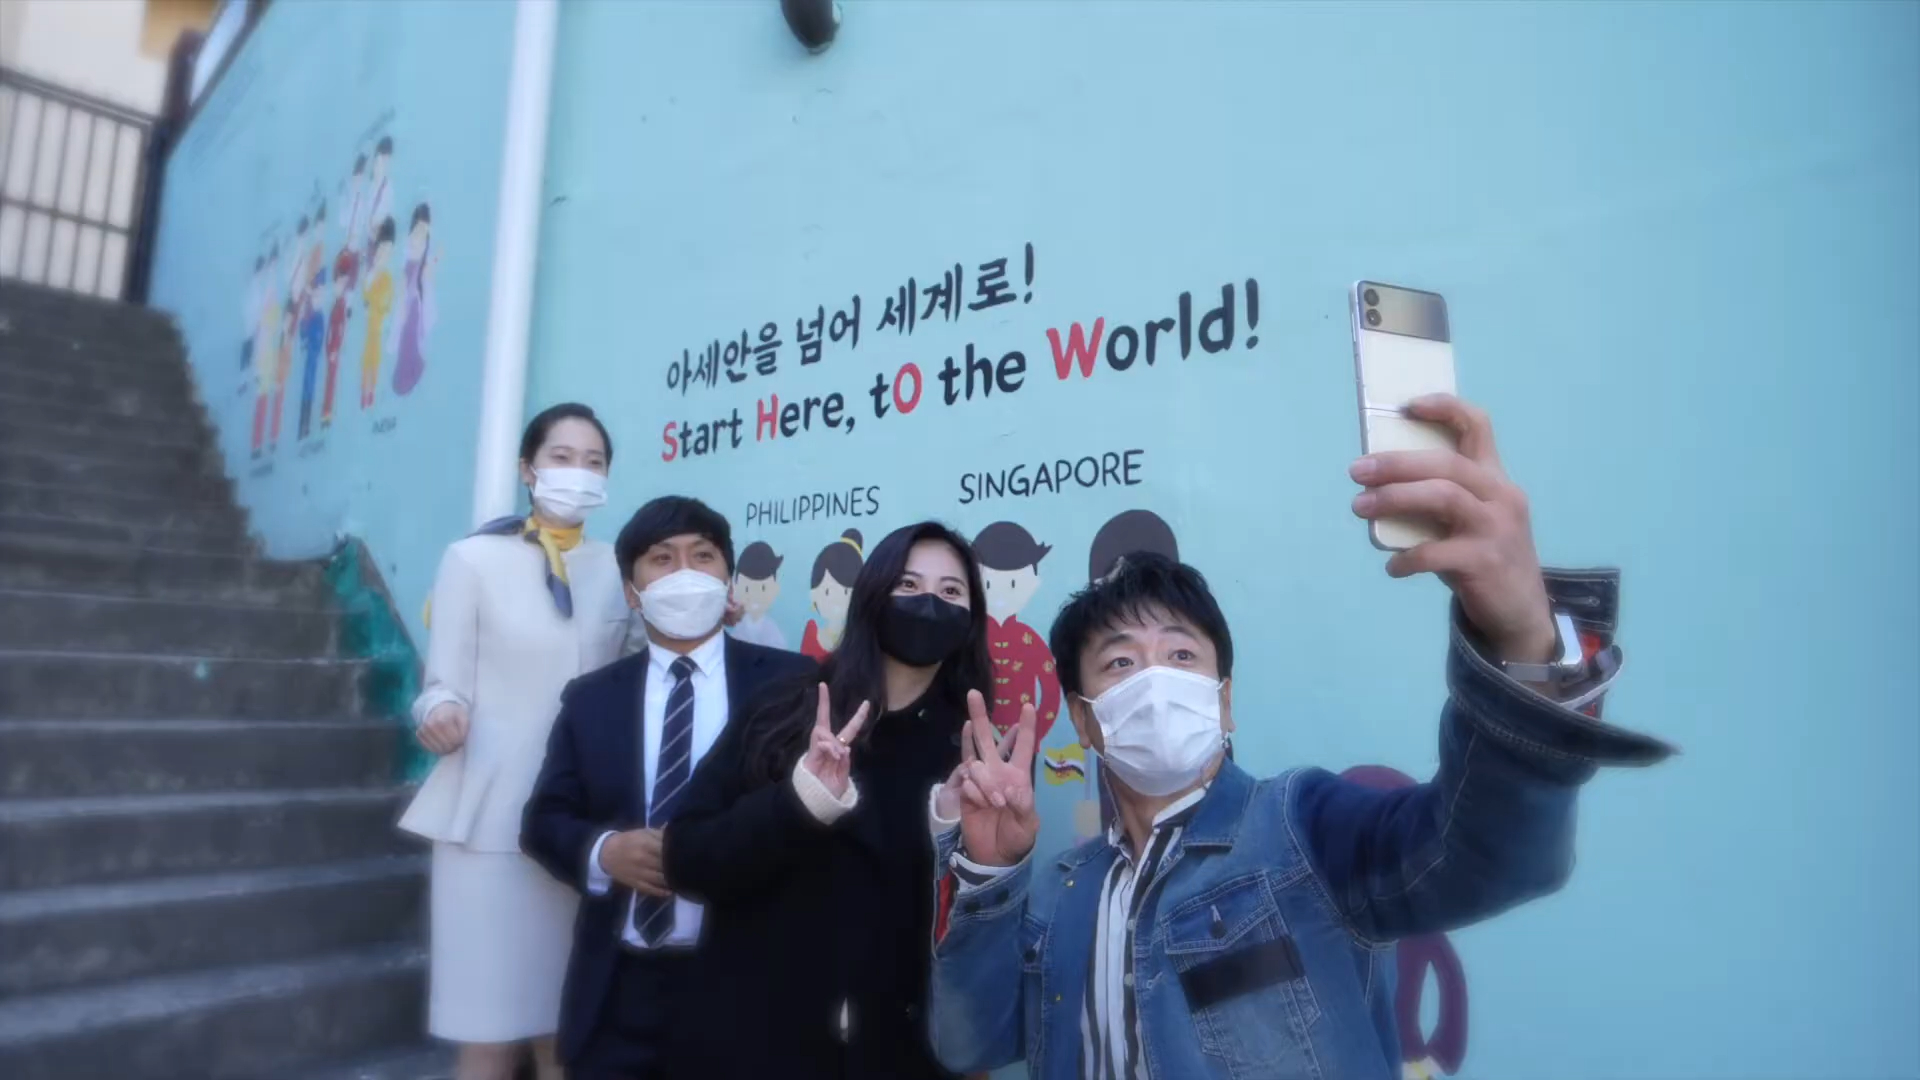 아세안을 넘어 세계로!
Start Here, tO the World!
PHILIPPINES
SINGAPORE